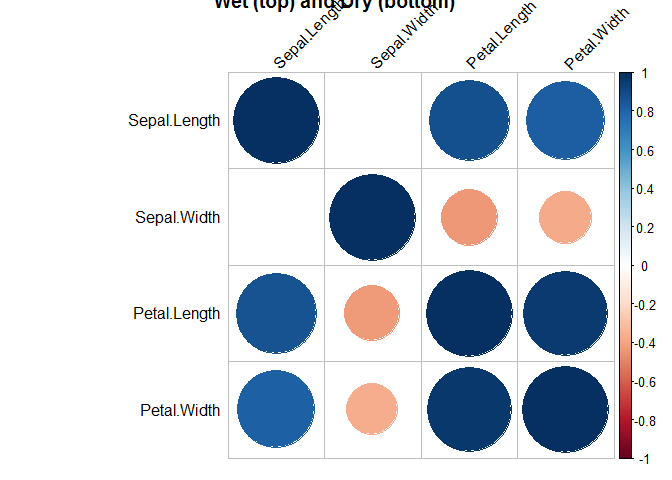 Wet (top) and Dry (bottom)
Sepal.Length
Sepal.Width
Petal.Length
Petal.Width
Sepal.Length
Sepal.Width
Petal.Length
Petal.Width
1
0.8
0.6
0.4
0.2
0
-0.2
-0.4
-0.6
-0.8
-1